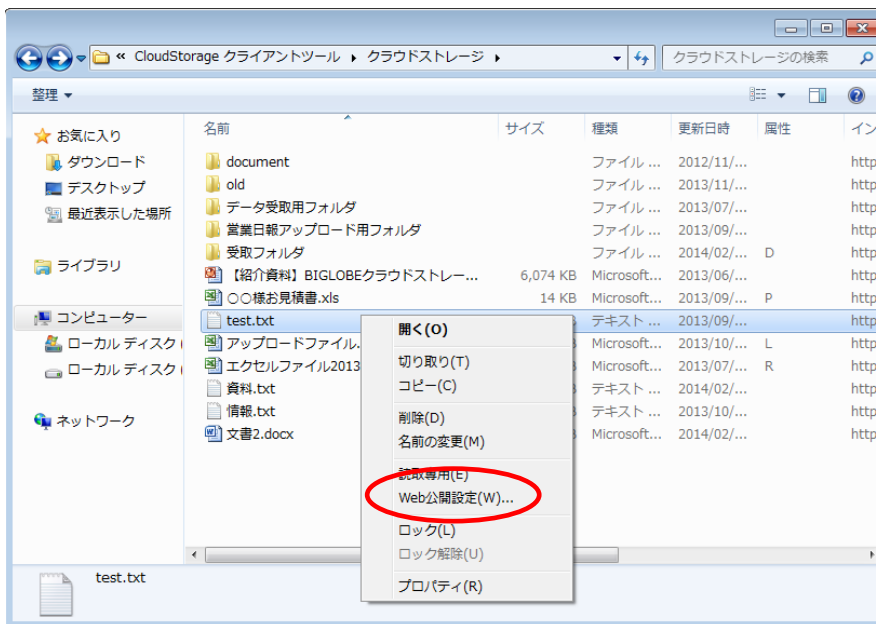 « CloudStorage クライアントツール ▸ クラウドストレージ ▸
クラウドストレージの検索
整理
名前 サイズ 種類 更新日時 属性 イン
お気に入り
ダウンロード
デスクトップ
最近表示した場所
ライブラリ
コンピューター
ローカル ディスク
ローカル ディスク
ネットワーク
document ファイル ... 2012/11/... http
old ファイル ... 2013/11/... http
データ受取用フォルダ ファイル ... 2013/07/... http
営業日報アップロード用フォルダ ファイル ... 2013/09/... http
受取フォルダ ファイル ... 2014/02/... D http
【紹介資料】BIGLOBEクラウドストレー... 6,074 KB Microsoft... 2013/06/... http
○○様お見積書.xls 14 KB Microsoft... 2013/09/... P http
test.txt テキスト ... 2013/09/... http
アップロードファイル. Microsoft... 2013/10/... L http
エクセルファイル2013 Microsoft... 2013/07/... R http
資料.txt テキスト ... 2014/02/... http
情報.txt テキスト ... 2013/10/... http
文書2.docx Microsoft... 2014/02/... http
開く(O)
切り取り(T)
コピー(C)
削除(D)
名前の変更(M)
読取専用(E)
Web公開設定(W)...
ロック(L)
ロック解除(U)
プロパティ(R)
test.txt